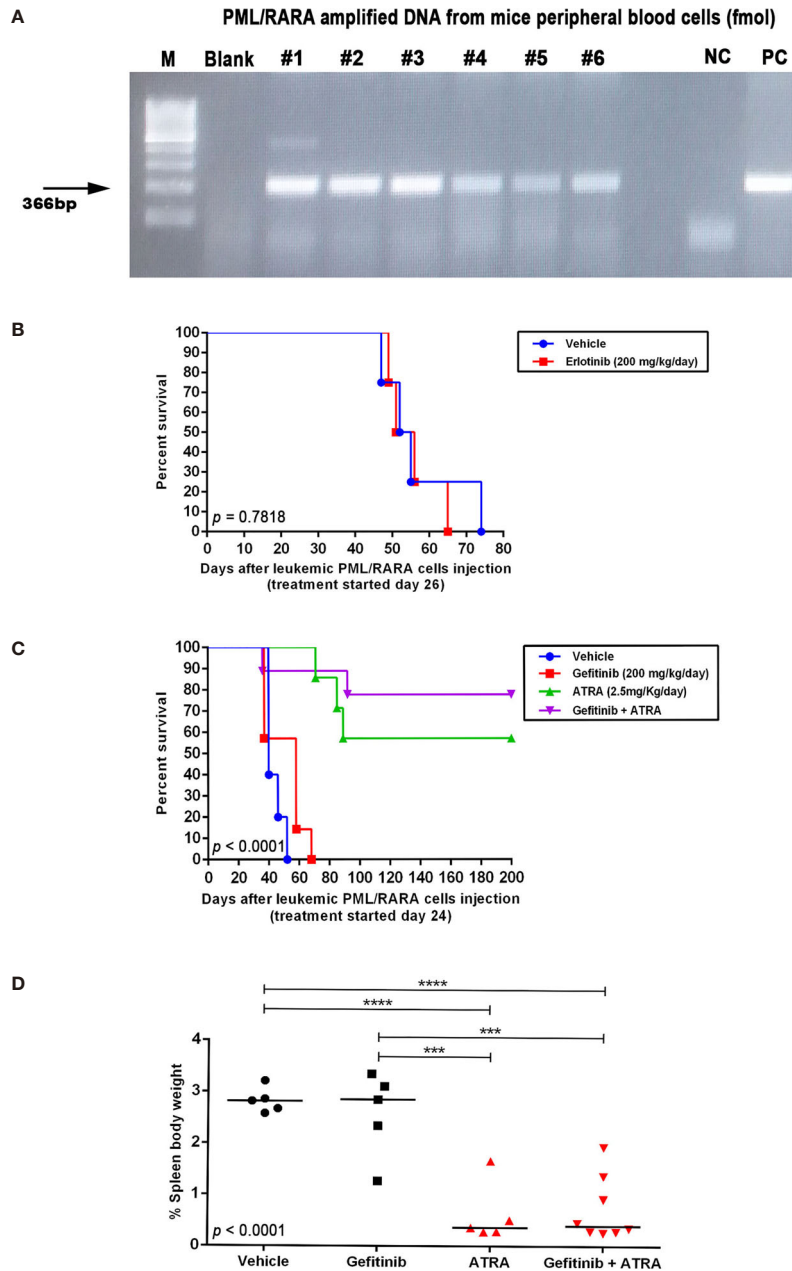 A
PML/RARA amplified DNA from mice peripheral blood cells (fmol)
M Blank #1 #2 #3 #4 #5 #6 NC PC
366bp
B
100
90
80
70
60
50
40
30
20
10
0
Percent survival
p = 0.7818
0 10 20 30 40 50 60 70 80
Days after leukemic PML/RARA cells injection
(treatment started day 26)
Vehicle
Erlotinib (200 mg/kg/day)
C
100
90
80
70
60
50
40
30
20
10
0
Percent survival
p < 0.0001
0 20 40 60 80 100 120 140 160 180 200
Days after leukemic PML/RARA cells injection
(treatment started day 24)
Vehicle
Gefitinib (200 mg/kg/day)
ATRA (2.5mg/Kg/day)
Gefitinib + ATRA
D
****
****
***
***
4
3
2
1
0
% Spleen body weight
p < 0.0001
Vehicle Gefitinib ATRA Gefitinib + ATRA